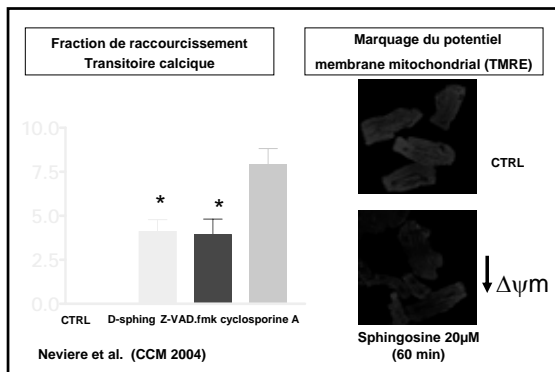 Fraction de raccourcissement
Transitoire calcique
10.0
7.5
5.0
2.5
0.0
*
*
CTRL D-sphing Z-VAD.fmk cyclosporine A
Neviere et al. (CCM 2004)
Marquage du potentiel
membrane mitochondrial (TMRE)
CTRL
Δψm
Sphingosine 20µM
(60 min)